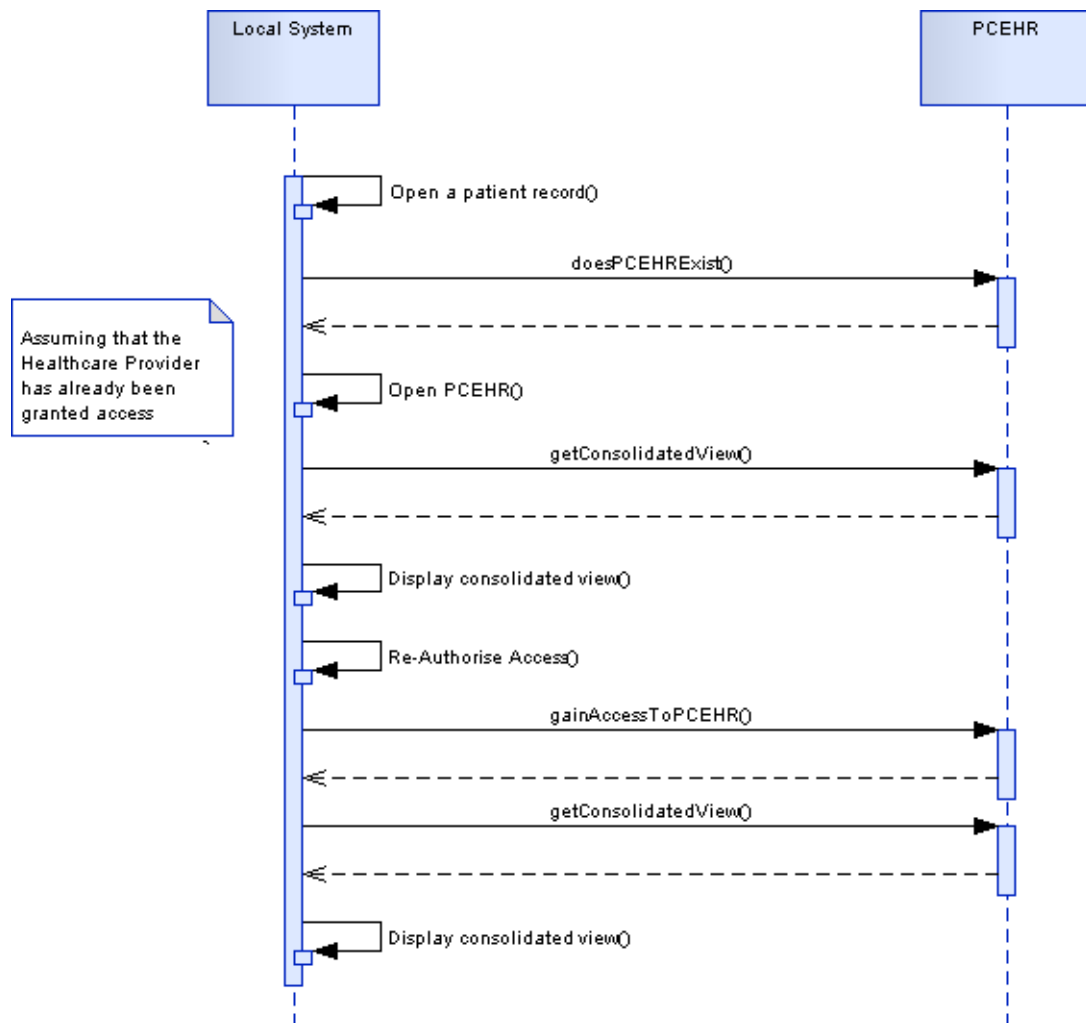 Local System
PCEHR
Open a patient record()
doesPCEHRExist()
Assuming that the
Healthcare Provider
has already been
granted access
Open PCEHR()
getConsolidatedView()
Display consolidated view()
Re-Authorise Access()
gainAccessToPCEHR()
getConsolidatedView()
Display consolidated view()